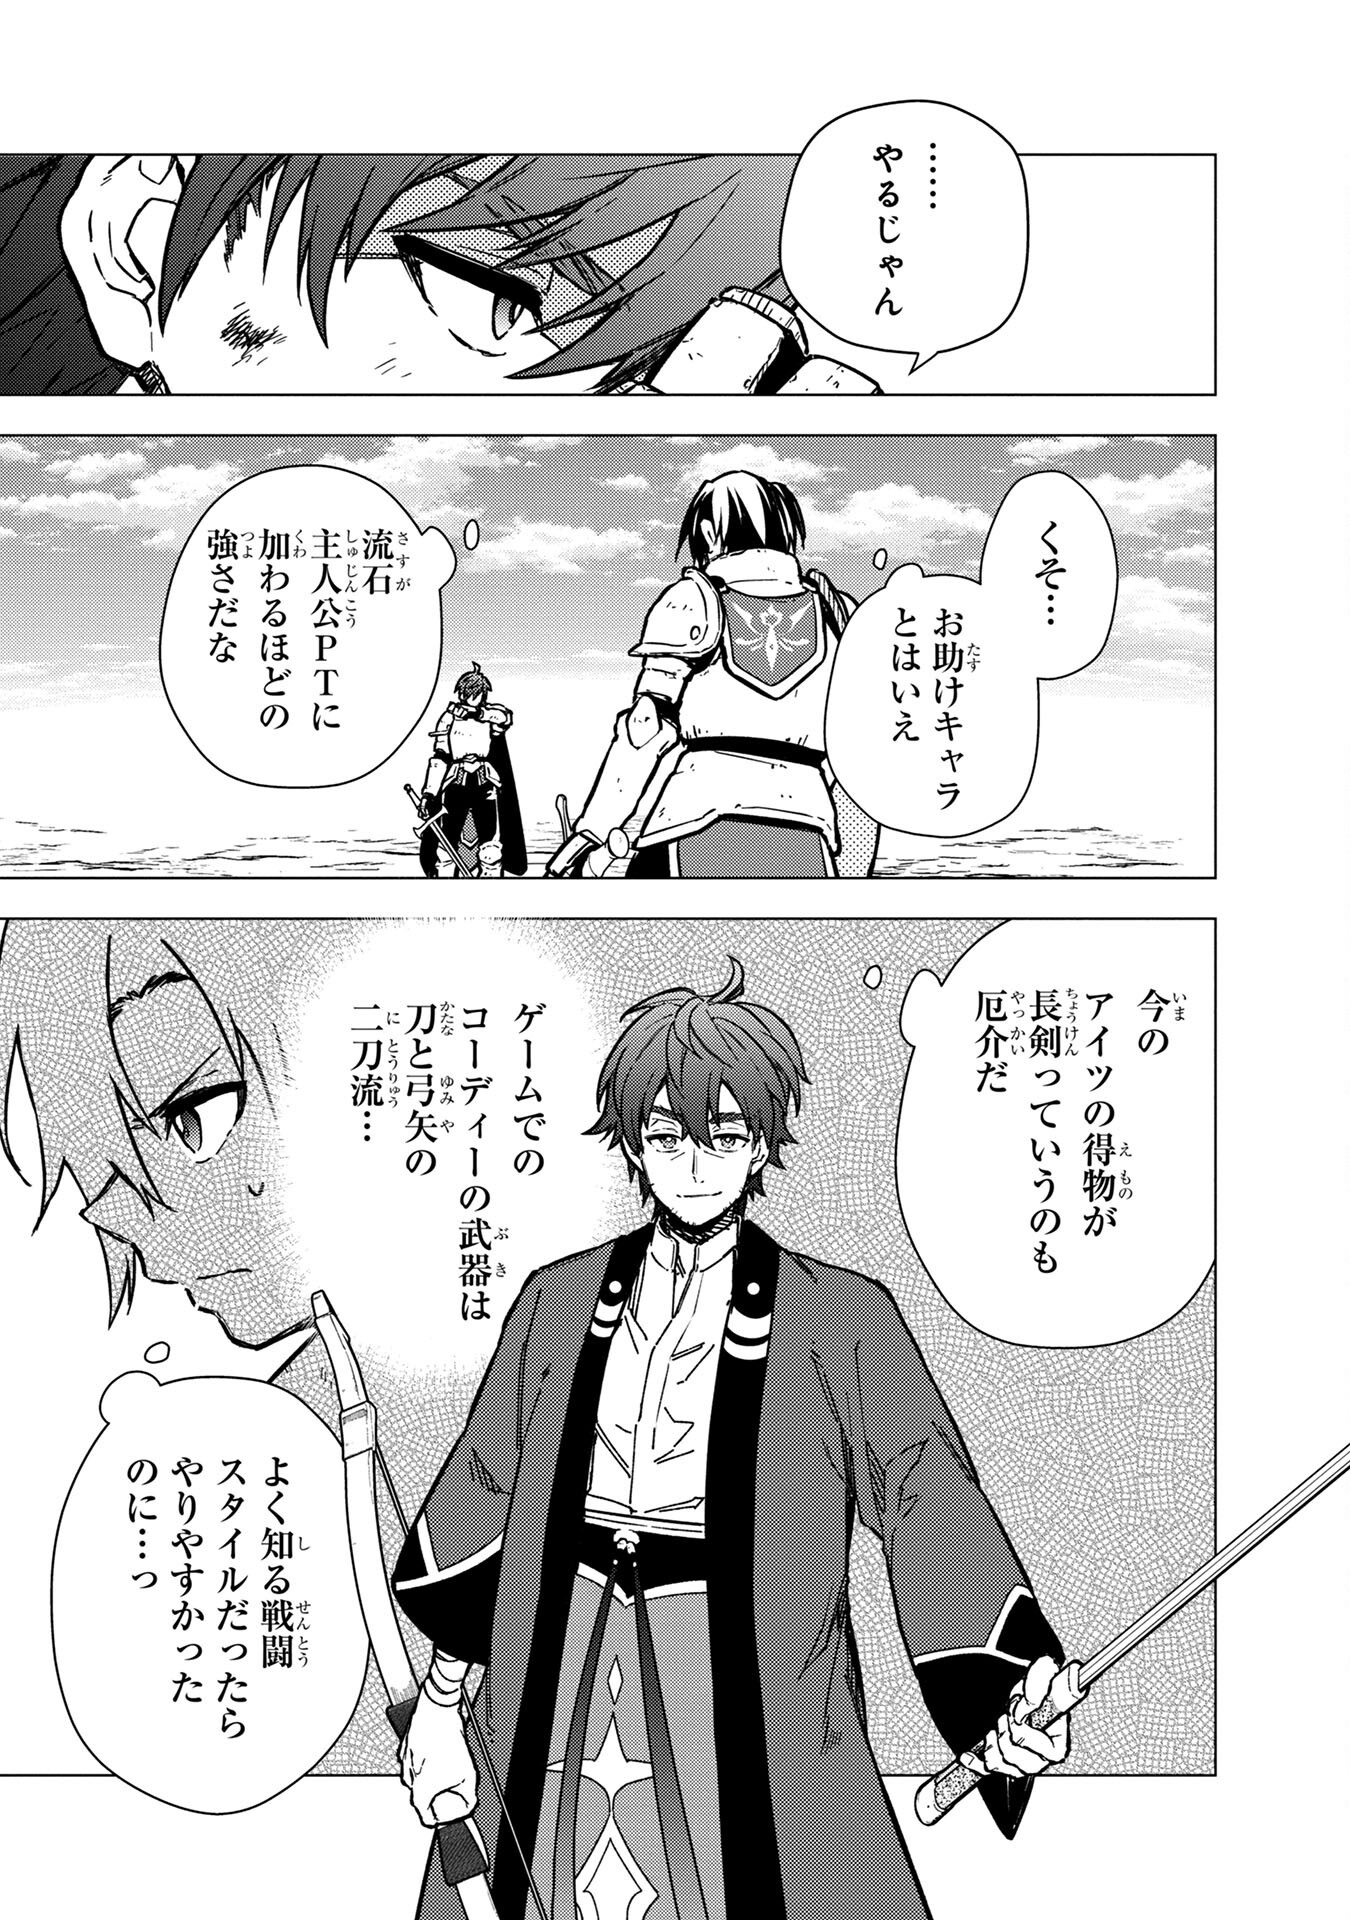 ……
やるじゃん
くそ…
お助けキャラ
とはいえ
流石
主人公PTに
加わるほどの
強さだな
今の
アイツの得物が
長剣っていうのも
厄介だ
ゲームでの
コーディーの武器は
刀と弓矢の
二刀流…
よく知る戦闘
スタイルだったら
やりやすかった
のに…っ